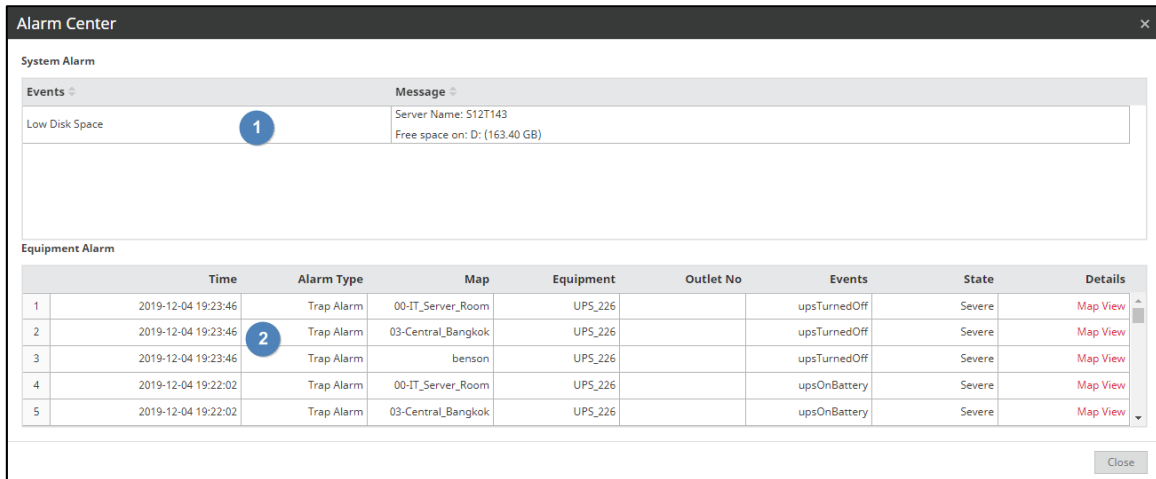 Alarm Center ×
System Alarm
Events Message
Low Disk Space 1 Server Name: S12T143
Free space on: D: (163.40 GB)
Equipment Alarm
Time Alarm Type Map Equipment Outlet No Events State Details
1 2019-12-04 19:23:46 Trap Alarm 00-IT_Server_Room UPS_226 upsTurnedOff Severe Map View
2 2019-12-04 19:23:46 2 Trap Alarm 03-Central_Bangkok UPS_226 upsTurnedOff Severe Map View
3 2019-12-04 19:23:46 Trap Alarm benson UPS_226 upsTurnedOff Severe Map View
4 2019-12-04 19:22:02 Trap Alarm 00-IT_Server_Room UPS_226 upsOnBattery Severe Map View
5 2019-12-04 19:22:02 Trap Alarm 03-Central_Bangkok UPS_226 upsOnBattery Severe Map View
Close